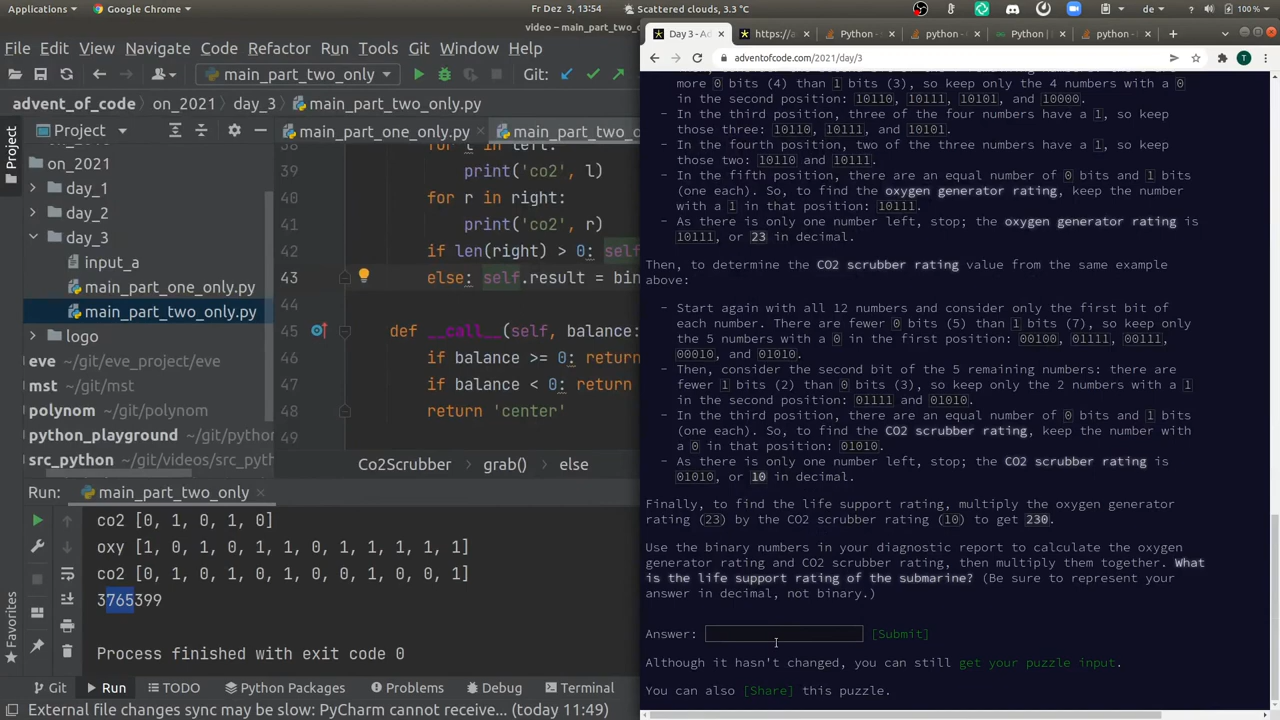 Applications
Google Chrome
Fr Dez 3, 13:54
Scattered clouds, 7 °C
de
100 %
File Edit View Navigate Code Refactor Run Tools VCS Window Help
video – main_part_two
main_part_two_only
Git:
advent_of_code
on_2021
day_3
main_part_two_only.py
Project
main_part_one_only.py
main_part_two_o
on_2021
day_1
day_2
day_3
input_a
main_part_one_only.py
main_part_two_only.py
logo
eve ~/git/eve_project/eve
mst ~/git/mst
polynom ~/git/polynom
python_playground ~/git/python
src_python ~/videos/src_pyth
Structure
Favorites
38
39 print('co2', l)
40 for r in right:
41 print('co2', r)
42 if len(right) > 0: self
43 else: self.result = bin
44
45 def __call__(self, balance:
46 if balance >= 0: return
47 if balance < 0: return
48 return 'center'
49
Co2Scrubber
grab()
else
Run: main_part_two_only
co2 [0, 1, 0, 1, 0]
oxy [1, 0, 1, 0, 1, 0, 1, 1, 1, 1, 1]
co2 [0, 1, 0, 1, 0, 0, 0, 0, 0, 1, 0]
3765399
Process finished with exit code 0
Git Run TODO Python Packages Problems Debug Terminal
External file changes sync may be slow: PyCharm cannot receive... (today 11:49)
Day 3 - Ad
https://a
Python -
python -
Python |
python -
adventofcode.com/2021/day/3
T
more 0 bits (4) than 1 bits (3), so keep only the 4 numbers with a 0
in the second position: 10110, 10111, 10101, and 10000.
- In the third position, three of the four numbers have a 1, so keep
those three: 10110, 10111, and 10101.
- In the fourth position, two of the three numbers have a 1, so keep
those two: 10110 and 10111.
- In the fifth position, there are an equal number of 0 bits and 1 bits
(one each). So, to find the oxygen generator rating, keep the number
with a 1 in that position: 10111.
- As there is only one number left, stop; the oxygen generator rating is
10111, or 23 in decimal.
Then, to determine the CO2 scrubber rating value from the same example
above:
- Start again with all 12 numbers and consider only the first bit of
each number. There are fewer 0 bits (5) than 1 bits (7), so keep only
the 5 numbers with a 0 in the first position: 00100, 01111, 00111,
00010, and 01010.
- Then, consider the second bit of the 5 remaining numbers: there are
fewer 1 bits (2) than 0 bits (3), so keep only the 2 numbers with a 1
in the second position: 01111 and 01010.
- In the third position, there are an equal number of 0 bits and 1 bits
(one each). So, to find the CO2 scrubber rating, keep the number with
a 0 in that position: 01010.
- As there is only one number left, stop; the CO2 scrubber rating is
01010, or 10 in decimal.
Finally, to find the life support rating, multiply the oxygen generator
rating (23) by the CO2 scrubber rating (10) to get 230.
Use the binary numbers in your diagnostic report to calculate the oxygen
generator rating and CO2 scrubber rating, then multiply them together. What
is the life support rating of the submarine? (Be sure to represent your
answer in decimal, not binary.)
Answer:
[Submit]
Although it hasn't changed, you can still get your puzzle input.
You can also [Share] this puzzle.